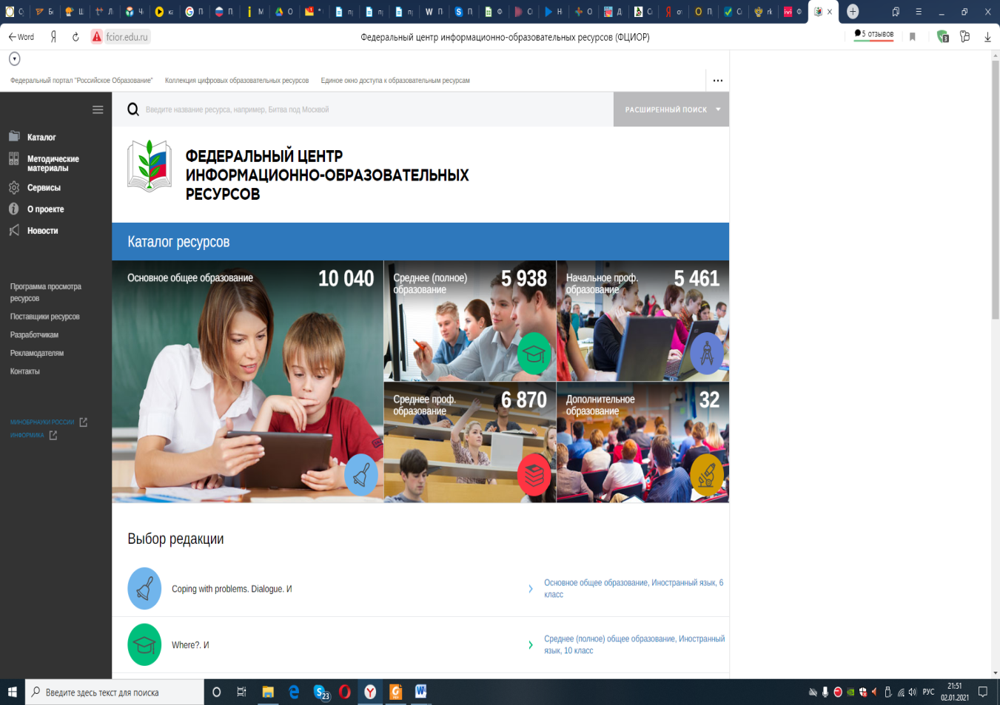 Word
fcior.edu.ru
Федеральный центр информационно-образовательных ресурсов (ФЦИОР)
5 отзывов
3
Федеральный портал "Российское Образование"
Коллекция цифровых образовательных ресурсов
Единое окно доступа к образовательным ресурсам
Введите название ресурса, например, Битва под Москвой
РАСШИРЕННЫЙ ПОИСК
Каталог
Методические
материалы
Сервисы
О проекте
Новости
Программа просмотра
ресурсов
Поставщики ресурсов
Разработчикам
Рекламодателям
Контакты
МИНОБРНАУКИ РОССИИ
ИНФОРМИКА
ФЕДЕРАЛЬНЫЙ ЦЕНТР
ИНФОРМАЦИОННО-ОБРАЗОВАТЕЛЬНЫХ
РЕСУРСОВ
Каталог ресурсов
Основное общее образование
10 040
Среднее (полное)
образование
5 938
Начальное проф.
образование
5 461
Среднее проф.
образование
6 870
Дополнительное
образование
32
Выбор редакции
Coping with problems. Dialogue. И
Основное общее образование, Иностранный язык, 6
класс
Where?. И
Среднее (полное) общее образование, Иностранный
язык, 10 класс
Введите здесь текст для поиска
23
РУС
21:51
02.01.2021